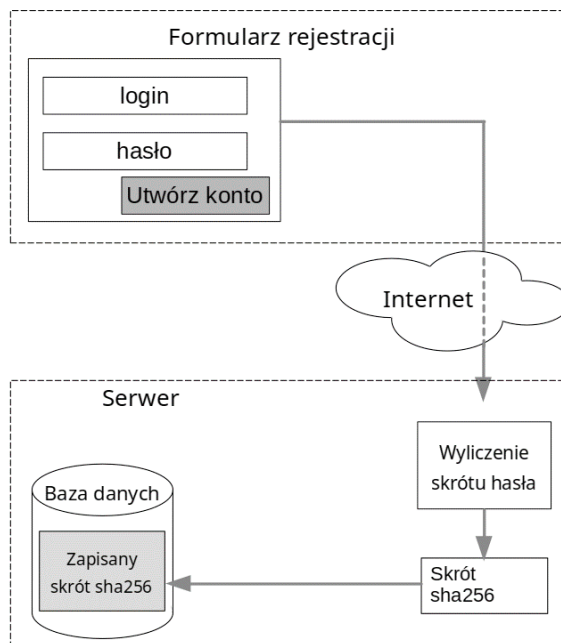 Formularz rejestracji
login
hasło
Utwórz konto
Internet
Serwer
Wyliczenie
skrótu hasła
Baza danych
Zapisany
skrót sha256
Skrót
sha256